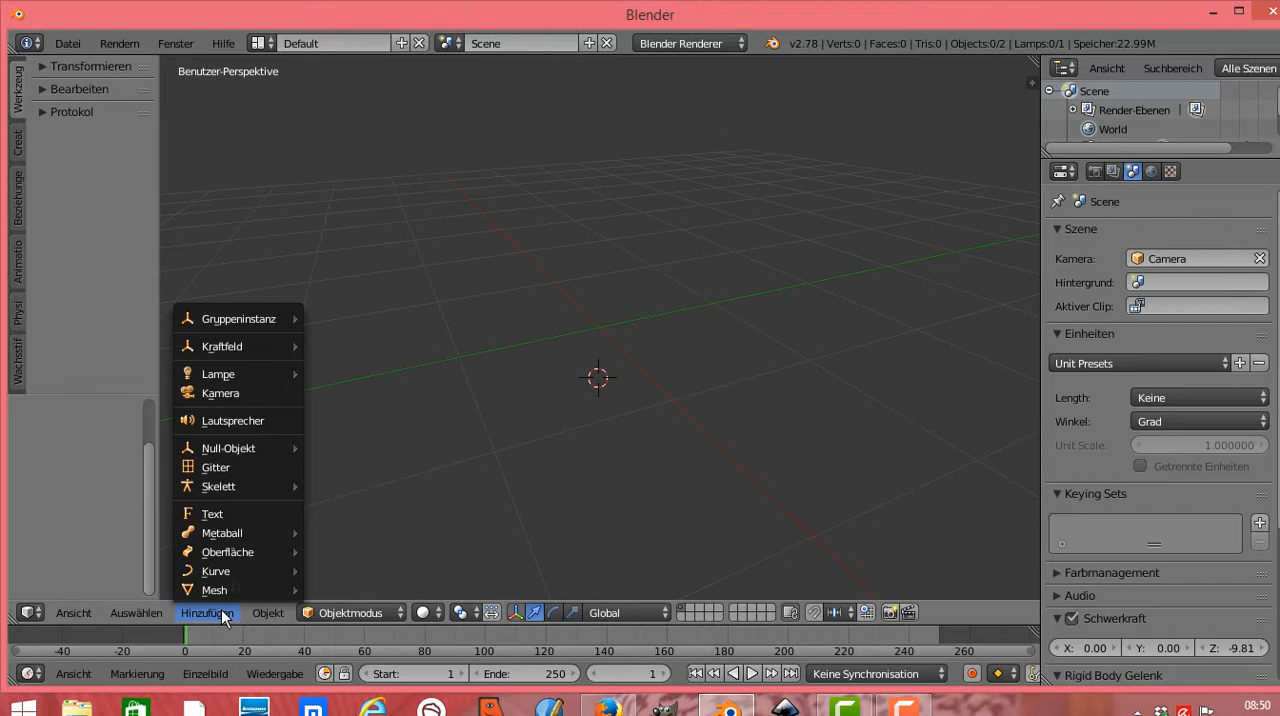 Blender
Datei Rendern Fenster Hilfe Default Scene Blender Renderer v2.78 | Verts:0 | Faces:0 | Tris:0 | Objects:0/2 | Lamps:0/1 | Speicher:22.99M
Werkzeug
Creat
Beziehunge
Animatio
Physi
Wachsstif
Transformieren
Bearbeiten
Protokol
Benutzer-Perspektive
Gruppeninstanz
Kraftfeld
Lampe
Kamera
Lautsprecher
Null-Objekt
Gitter
Skelett
Text
Metaball
Oberfläche
Kurve
Mesh
Ansicht Auswählen Hinzufügen Objekt Objektmodus Global
-40 -20 0 20 40 60 80 100 120 140 160 180 200 220 240 260
Ansicht Markierung Einzelbild Wiedergabe Start: 1 Ende: 250 1 Keine Synchronisation
Ansicht Suchbereich Alle Szenen
Scene
Render-Ebenen
World
Scene
Szene
Kamera: Camera
Hintergrund:
Aktiver Clip:
Einheiten
Unit Presets
Length: Keine
Winkel: Grad
Unit Scale: 1.000000
Getrennte Einheiten
Keying Sets
Farbmanagement
Audio
Schwerkraft
X: 0.00 Y: 0.00 Z: -9.81
Rigid Body Gelenk
08:50